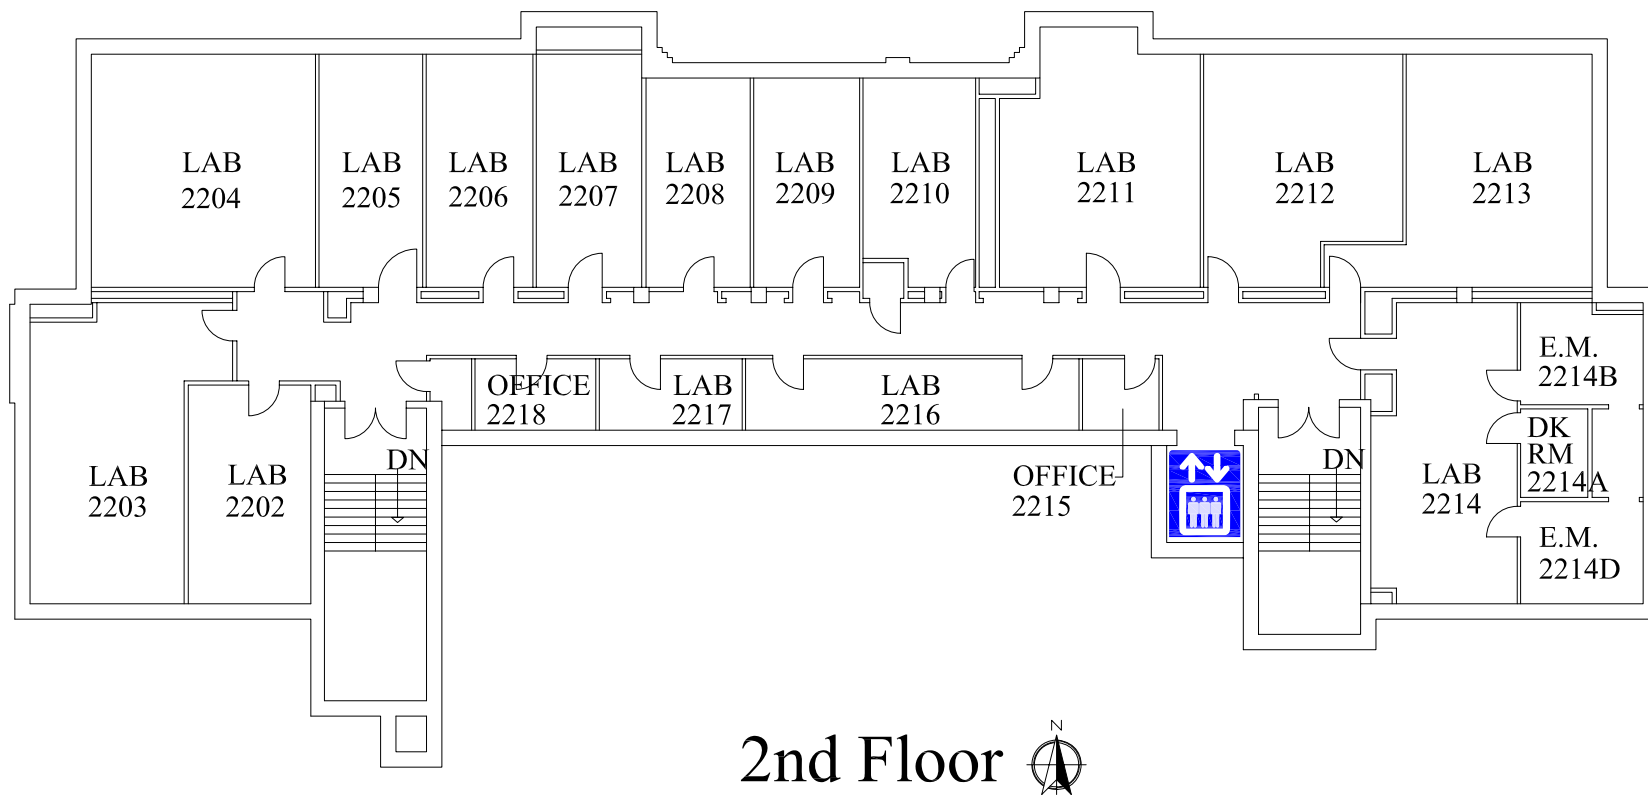 LAB
2204
LAB
2205
LAB
2206
LAB
2207
LAB
2208
LAB
2209
LAB
2210
LAB
2211
LAB
2212
LAB
2213
OFFICE
2218
LAB
2217
LAB
2216
E.M.
2214B
DK
RM
2214A
LAB
2203
LAB
2202
DN
OFFICE
2215
DN
LAB
2214
E.M.
2214D
2nd Floor
N